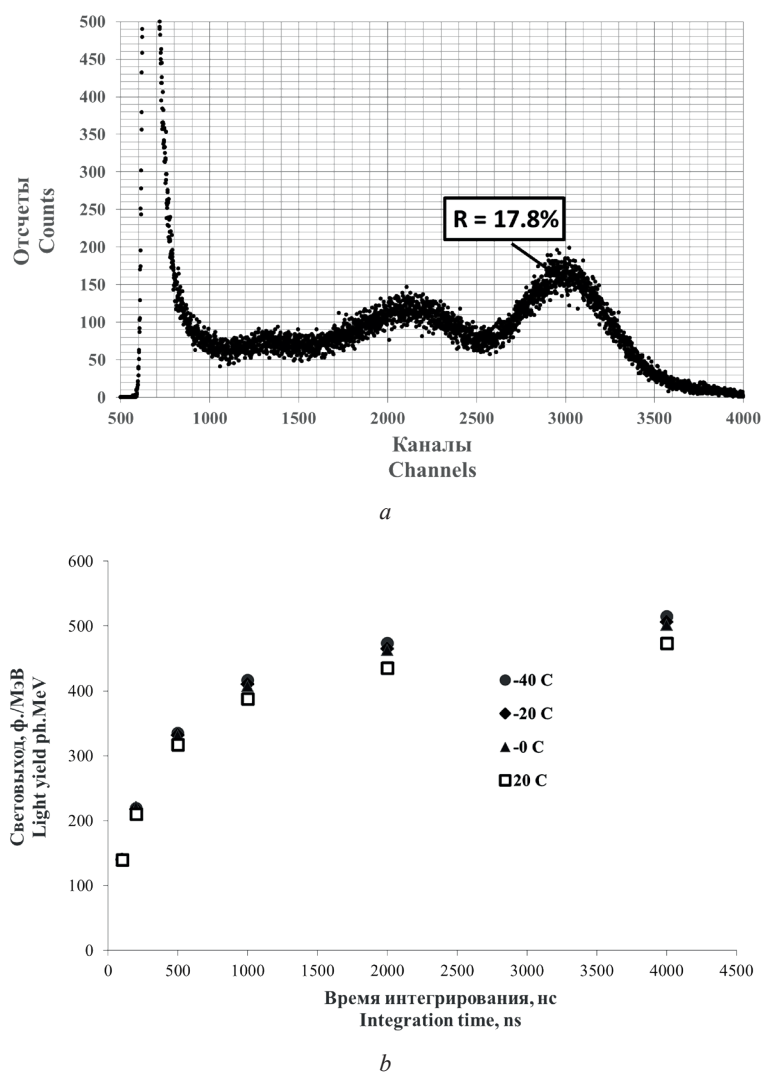 500
450
400
350
300
250
200
150
100
50
0
Отсчеты
Counts
R = 17.8%
500 1000 1500 2000 2500 3000 3500 4000
Каналы
Channels
a
600
500
400
300
200
100
0
Световыход, ф./МэВ
Light yield ph.MeV
-40 C
-20 C
-0 C
20 C
0 500 1000 1500 2000 2500 3000 3500 4000 4500
Время интегрирования, нс
Integration time, ns
b